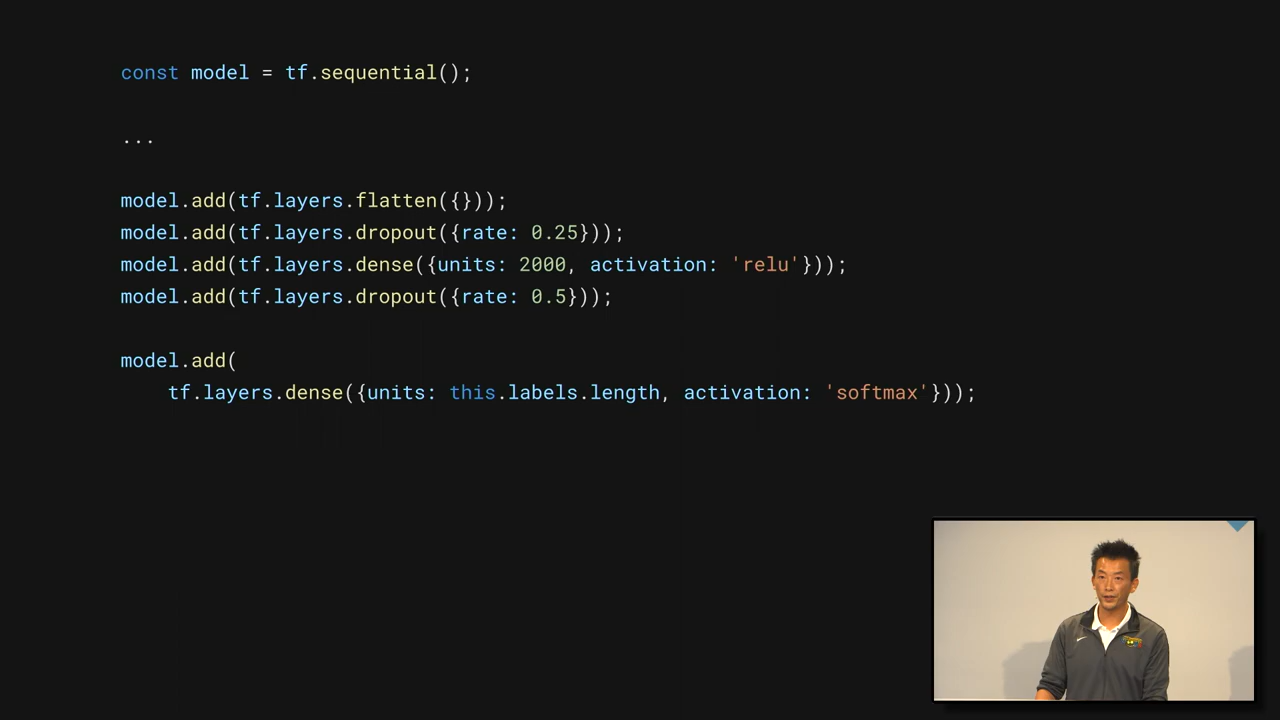 const model = tf.sequential();
...
model.add(tf.layers.flatten({}));
model.add(tf.layers.dropout({rate: 0.25}));
model.add(tf.layers.dense({units: 2000, activation: 'relu'}));
model.add(tf.layers.dropout({rate: 0.5}));
model.add(
tf.layers.dense({units: this.labels.length, activation: 'softmax'}));